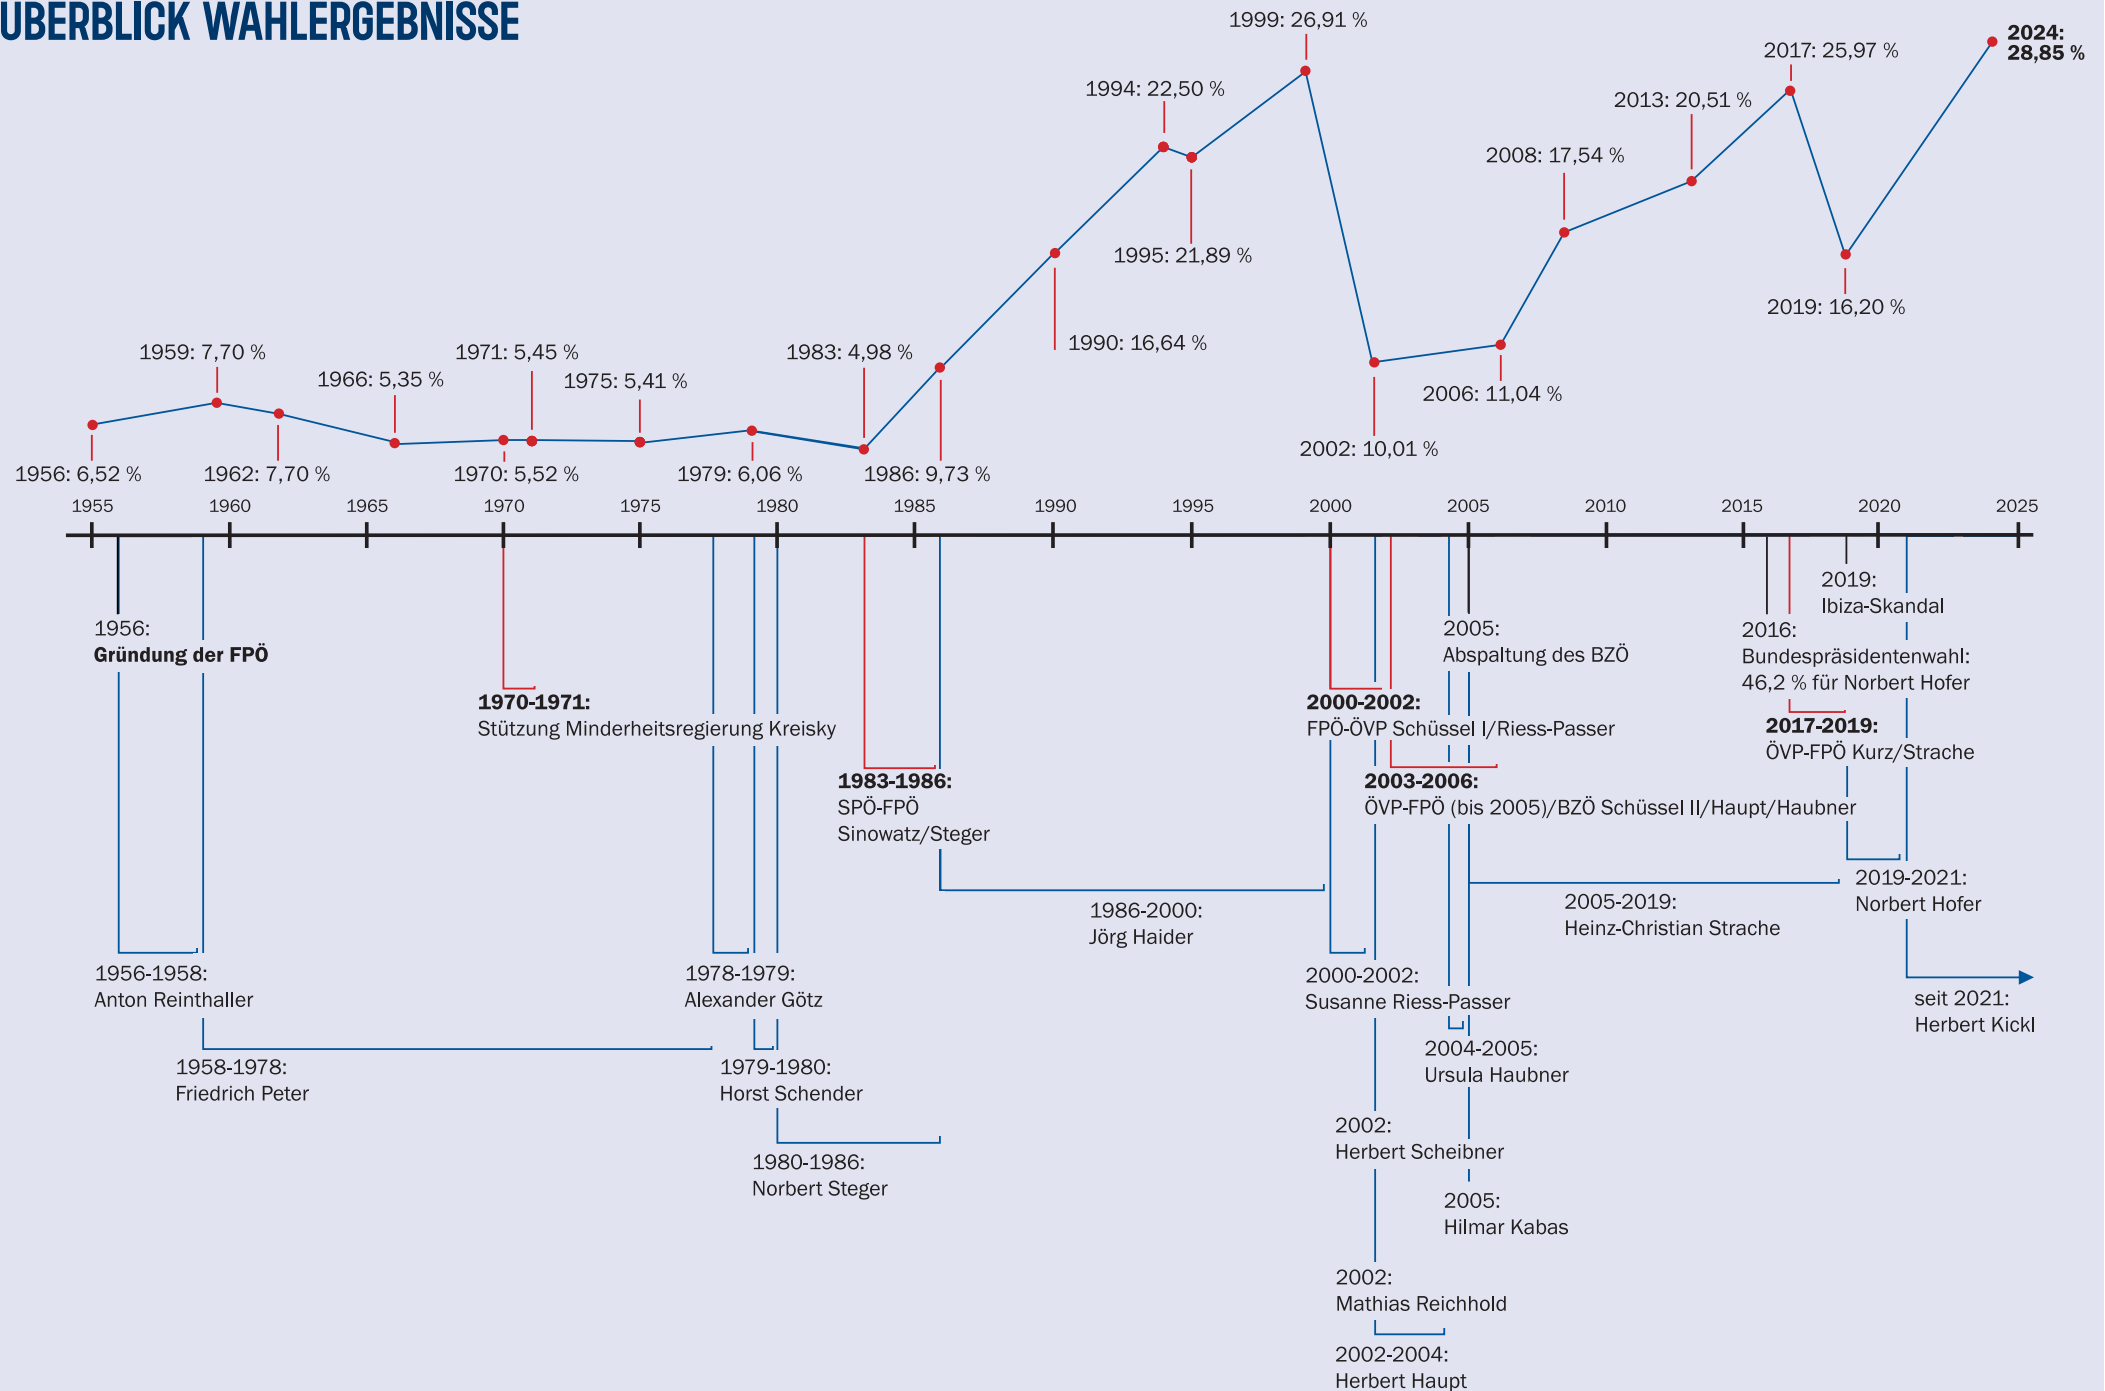 ÜBERBLICK WAHLERGEBNISSE
1999: 26,91 %
2024:
28,85 %
2017: 25,97 %
1994: 22,50 %
2013: 20,51 %
2008: 17,54 %
1995: 21,89 %
2019: 16,20 %
1990: 16,64 %
1959: 7,70 %
1971: 5,45 %
1983: 4,98 %
1966: 5,35 %
1975: 5,41 %
2006: 11,04 %
2002: 10,01 %
1956: 6,52 %
1962: 7,70 %
1970: 5,52 %
1979: 6,06 %
1986: 9,73 %
1955
1960
1965
1970
1975
1980
1985
1990
1995
2000
2005
2010
2015
2020
2025
2019:
Ibiza-Skandal
1956:
Gründung der FPÖ
2005:
Abspaltung des BZÖ
2016:
Bundespräsidentenwahl:
46,2 % für Norbert Hofer
1970-1971:
Stützung Minderheitsregierung Kreisky
2000-2002:
FPÖ-ÖVP Schüssel I/Riess-Passer
2017-2019:
ÖVP-FPÖ Kurz/Strache
1983-1986:
SPÖ-FPÖ
Sinowatz/Steger
2003-2006:
ÖVP-FPÖ (bis 2005)/BZÖ Schüssel II/Haupt/Haubner
1986-2000:
Jörg Haider
2005-2019:
Heinz-Christian Strache
2019-2021:
Norbert Hofer
1956-1958:
Anton Reinthaller
1978-1979:
Alexander Götz
2000-2002:
Susanne Riess-Passer
seit 2021:
Herbert Kickl
1958-1978:
Friedrich Peter
1979-1980:
Horst Schender
2004-2005:
Ursula Haubner
2002:
Herbert Scheibner
1980-1986:
Norbert Steger
2005:
Hilmar Kabas
2002:
Mathias Reichhold
2002-2004:
Herbert Haupt